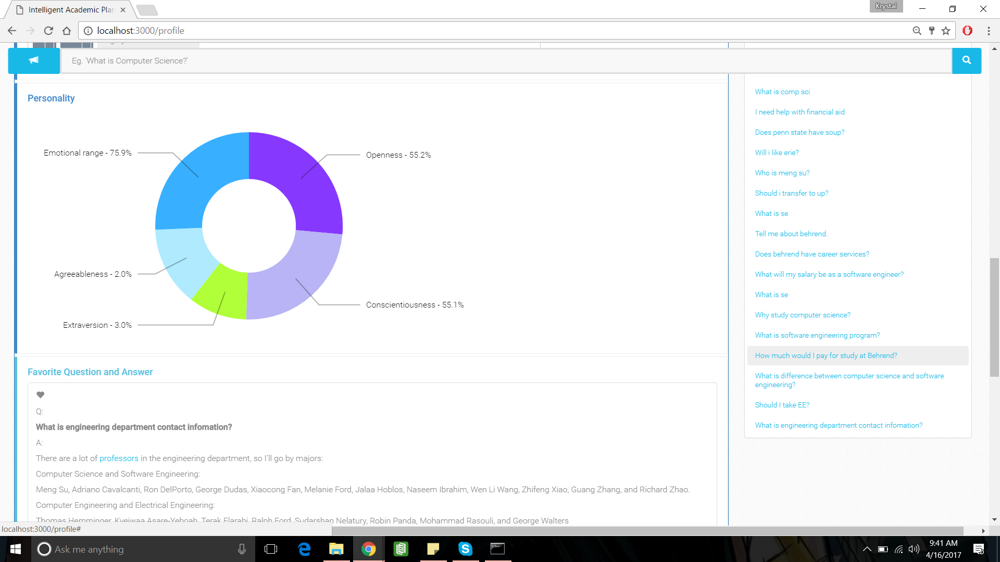 Intelligent Academic Plan
Krystal
localhost:3000/profile
Eg. 'What is Computer Science?'
Personality
Emotional range - 75.9%
Openness - 55.2%
Agreeableness - 2.0%
Conscientiousness - 55.1%
Extraversion - 3.0%
Favorite Question and Answer
Q:
What is engineering department contact infomation?
A:
There are a lot of professors in the engineering department, so I'll go by majors:
Computer Science and Software Engineering:
Meng Su, Adriano Cavalcanti, Ron DelPorto, George Dudas, Xiaocong Fan, Melanie Ford, Jalaa Hoblos, Naseem Ibrahim, Wen Li Wang, Zhifeng Xiao, Guang Zhang, and Richard Zhao.
Computer Engineering and Electrical Engineering:
Thomas Hemminger, Kyeiwaa Asare-Yeboah, Terak Elarabi, Ralph Ford, Sudarshan Nelatury, Robin Panda, Mohammad Rasouli, and George Walters
What is comp sci
I need help with financial aid
Does penn state have soup?
Will i like erie?
Who is meng su?
Should i transfer to up?
What is se
Tell me about behrend.
Does behrend have career services?
What will my salary be as a software engineer?
What is se
Why study computer science?
What is software engineering program?
How much would I pay for study at Behrend?
What is difference between computer science and software
engineering?
Should I take EE?
What is engineering department contact infomation?
localhost:3000/profile#
Ask me anything
9:41 AM
4/16/2017